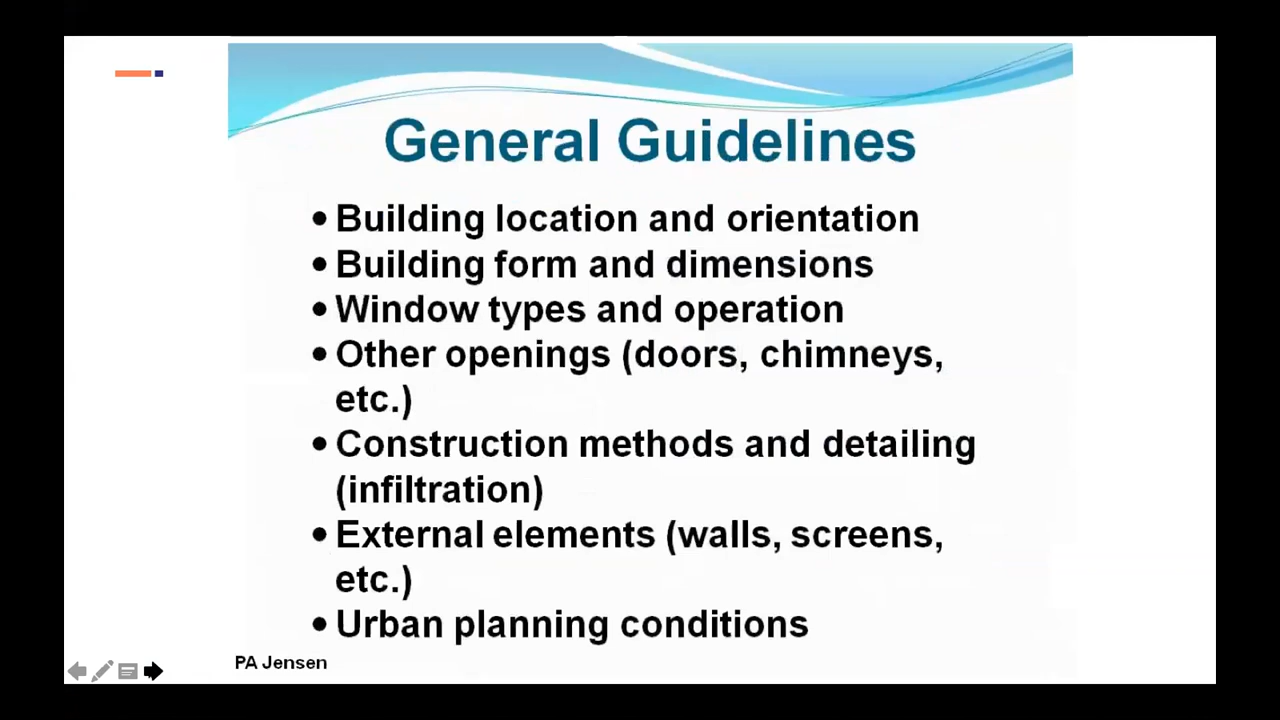 General Guidelines
• Building location and orientation
• Building form and dimensions
• Window types and operation
• Other openings (doors, chimneys,
etc.)
• Construction methods and detailing
(infiltration)
• External elements (walls, screens,
etc.)
• Urban planning conditions
PA Jensen